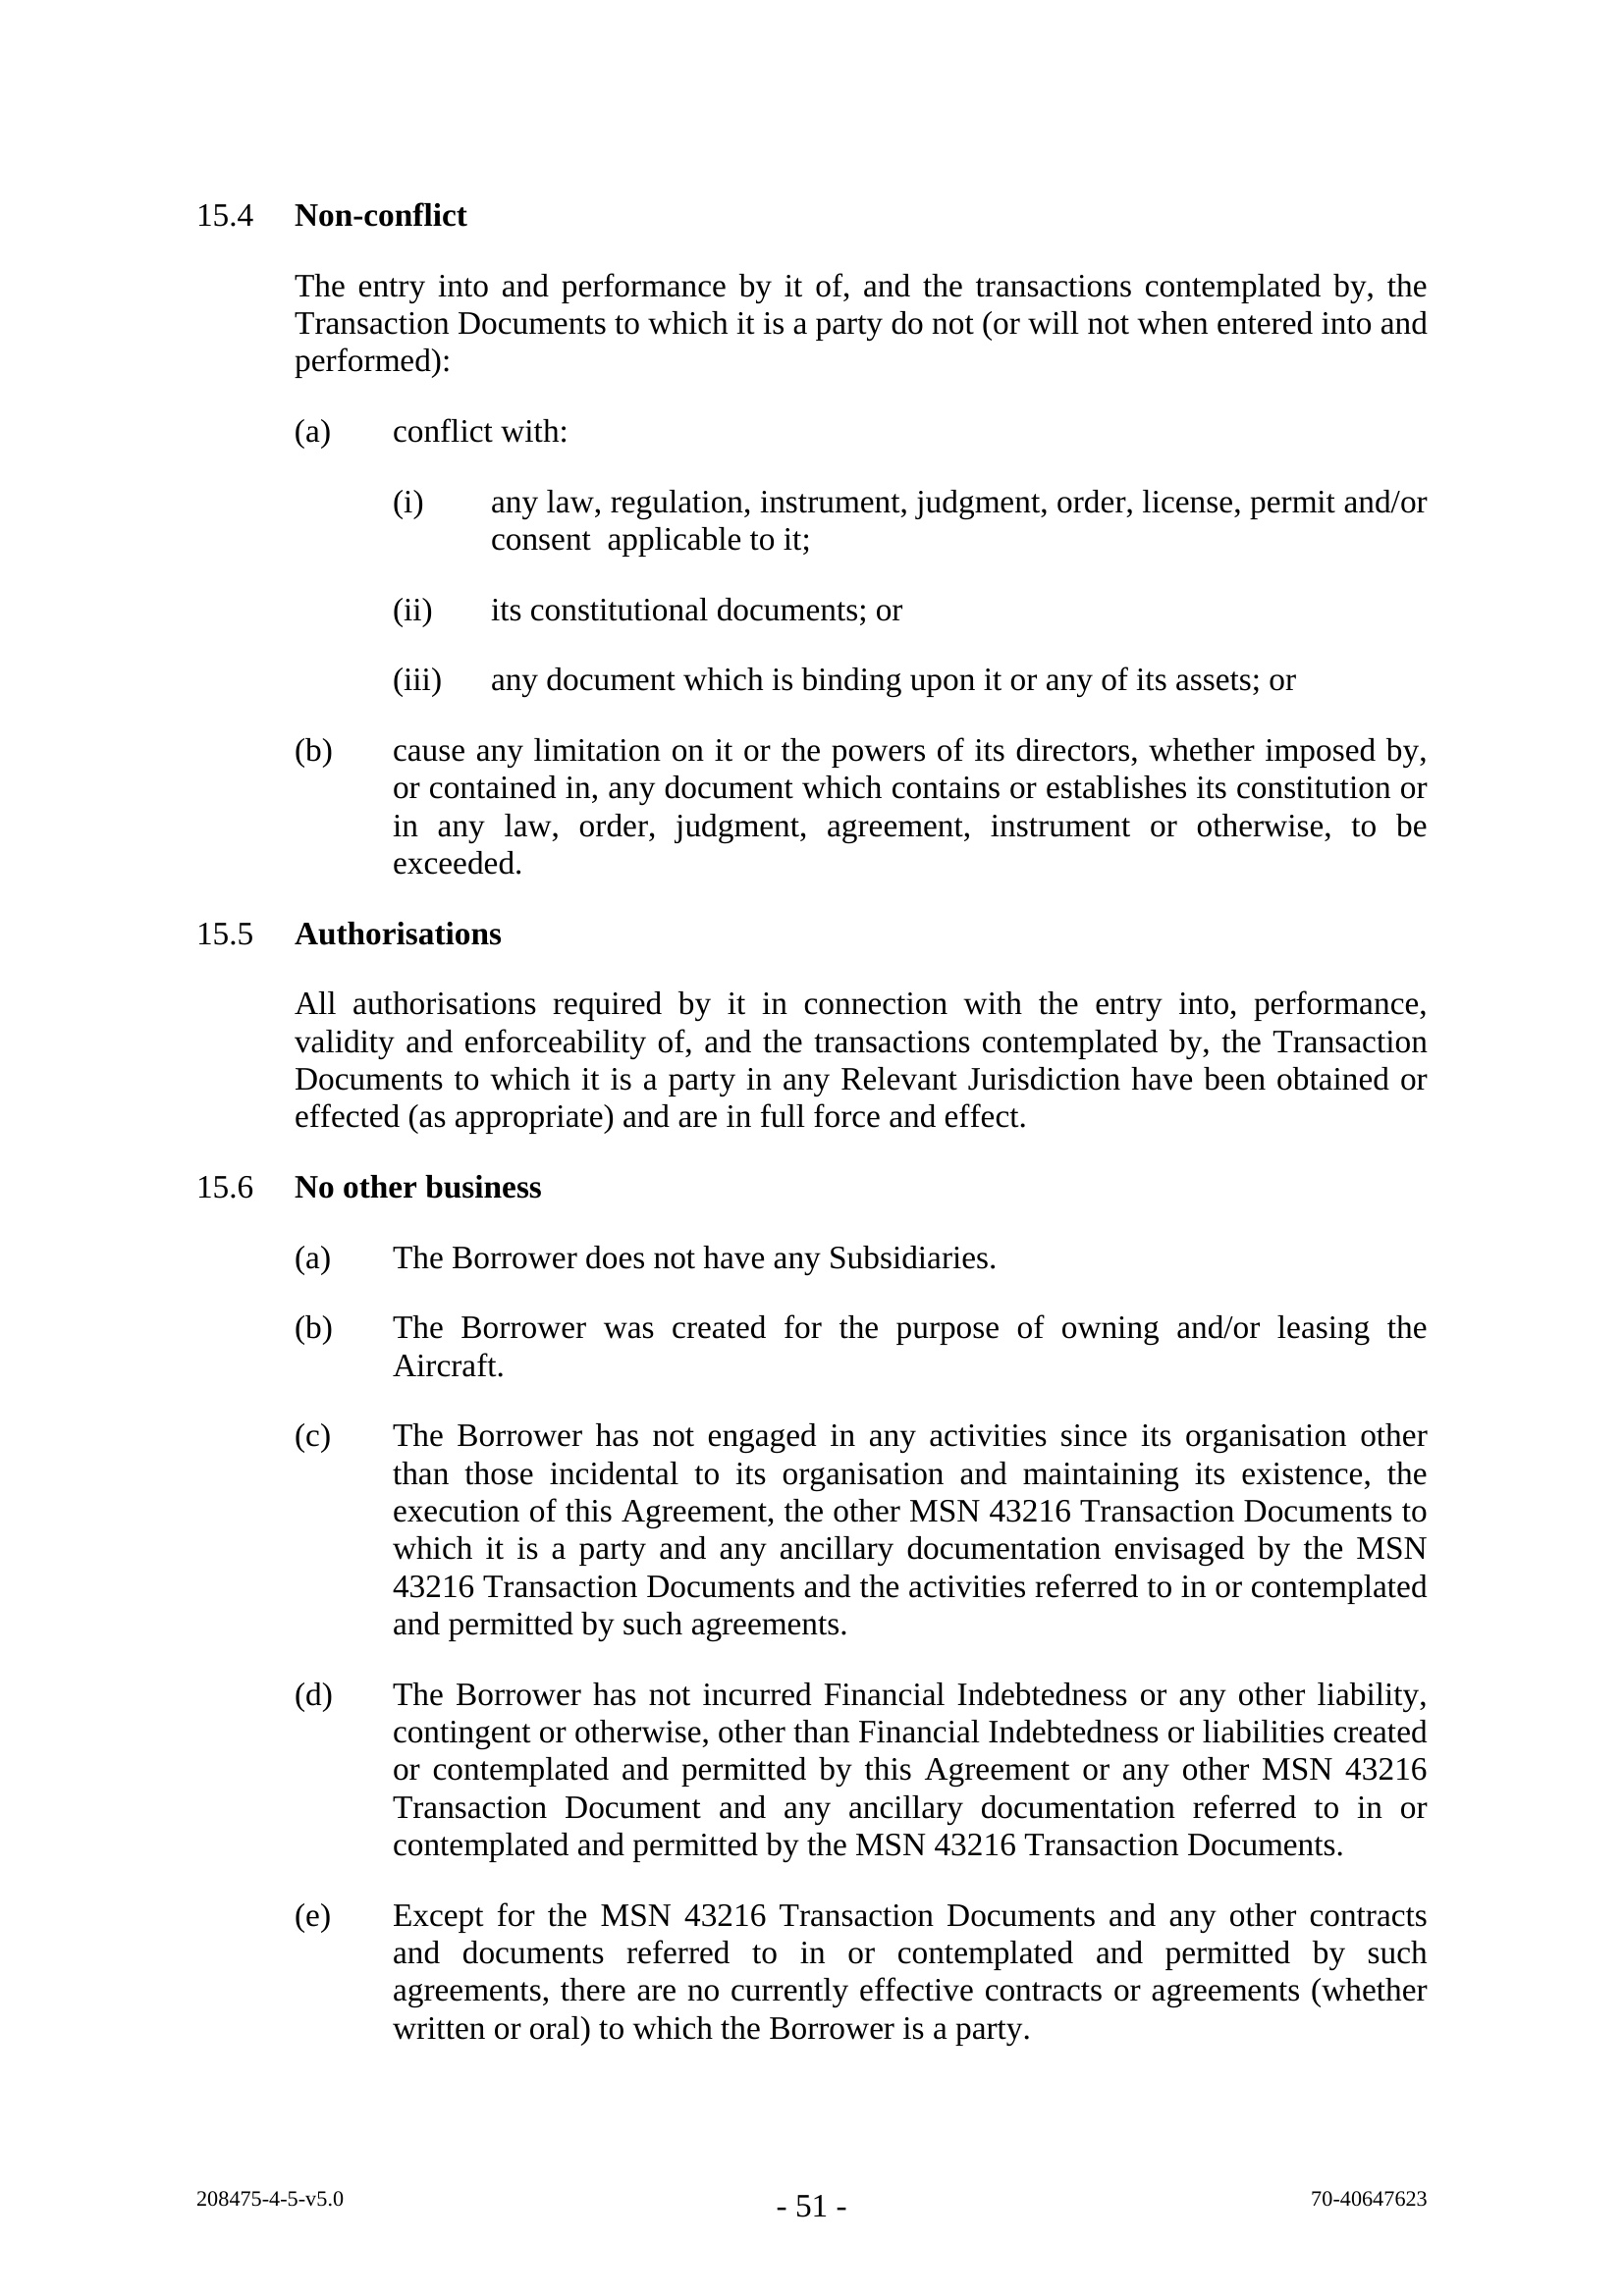 15.4 Non-conflict
The entry into and performance by it of, and the transactions contemplated by, the
Transaction Documents to which it is a party do not (or will not when entered into and
performed):
(a) conflict with:
(i) any law, regulation, instrument, judgment, order, license, permit and/or
consent  applicable to it;
(ii) its constitutional documents; or
(iii) any document which is binding upon it or any of its assets; or
(b) cause any limitation on it or the powers of its directors, whether imposed by,
or contained in, any document which contains or establishes its constitution or
in any law, order, judgment, agreement, instrument or otherwise, to be
exceeded.
15.5 Authorisations
All authorisations required by it in connection with the entry into, performance,
validity and enforceability of, and the transactions contemplated by, the Transaction
Documents to which it is a party in any Relevant Jurisdiction have been obtained or
effected (as appropriate) and are in full force and effect.
15.6 No other business
(a) The Borrower does not have any Subsidiaries.
(b) The Borrower was created for the purpose of owning and/or leasing the
Aircraft.
(c) The Borrower has not engaged in any activities since its organisation other
than those incidental to its organisation and maintaining its existence, the
execution of this Agreement, the other MSN 43216 Transaction Documents to
which it is a party and any ancillary documentation envisaged by the MSN
43216 Transaction Documents and the activities referred to in or contemplated
and permitted by such agreements.
(d) The Borrower has not incurred Financial Indebtedness or any other liability,
contingent or otherwise, other than Financial Indebtedness or liabilities created
or contemplated and permitted by this Agreement or any other MSN 43216
Transaction Document and any ancillary documentation referred to in or
contemplated and permitted by the MSN 43216 Transaction Documents.
(e) Except for the MSN 43216 Transaction Documents and any other contracts
and documents referred to in or contemplated and permitted by such
agreements, there are no currently effective contracts or agreements (whether
written or oral) to which the Borrower is a party.
208475-4-5-v5.0 - 51 - 70-40647623